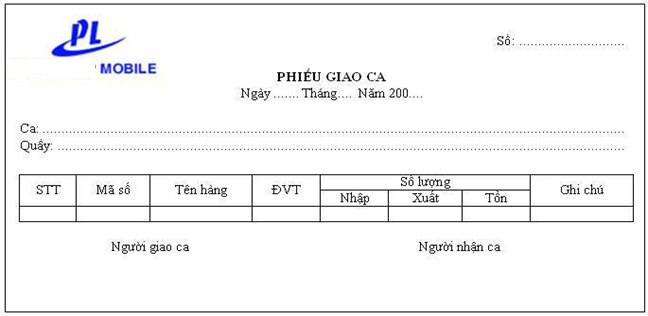 PL
MOBILE
Số: ............................
PHIẾU GIAO CA
Ngày ....... Tháng.... Năm 200....
Ca: ................................................................................
Quầy: ................................................................................
STT Mã số Tên hàng ĐVT Số lượng Ghi chú
Nhập Xuất Tồn
Người giao ca Người nhận ca